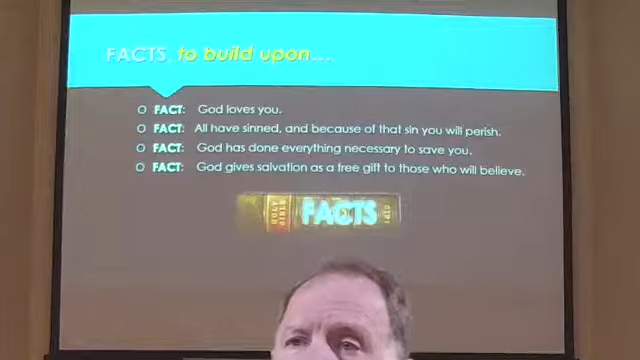 FACTS to build upon...
FACT: God loves you.
FACT: All have sinned, and because of that sin you will perish.
FACT: God has done everything necessary to save you.
FACT: God gives salvation as a free gift to those who will believe.
HOLY BIBLE FACTS